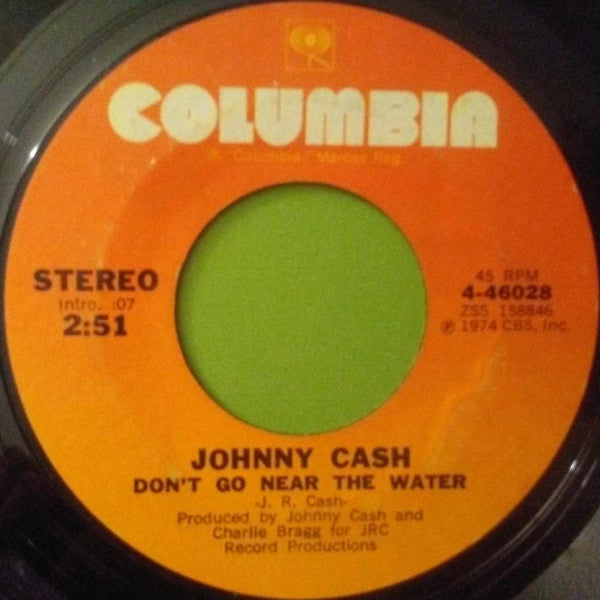 COLUMBIA
® "Columbia," Marcas Reg.
STEREO
Intro. :07
2:51
45 RPM
4-46028
ZSS 158846
℗ 1974 CBS, Inc.
JOHNNY CASH
DON'T GO NEAR THE WATER
-J. R. Cash-
Produced by Johnny Cash and
Charlie Bragg for JRC
Record Productions